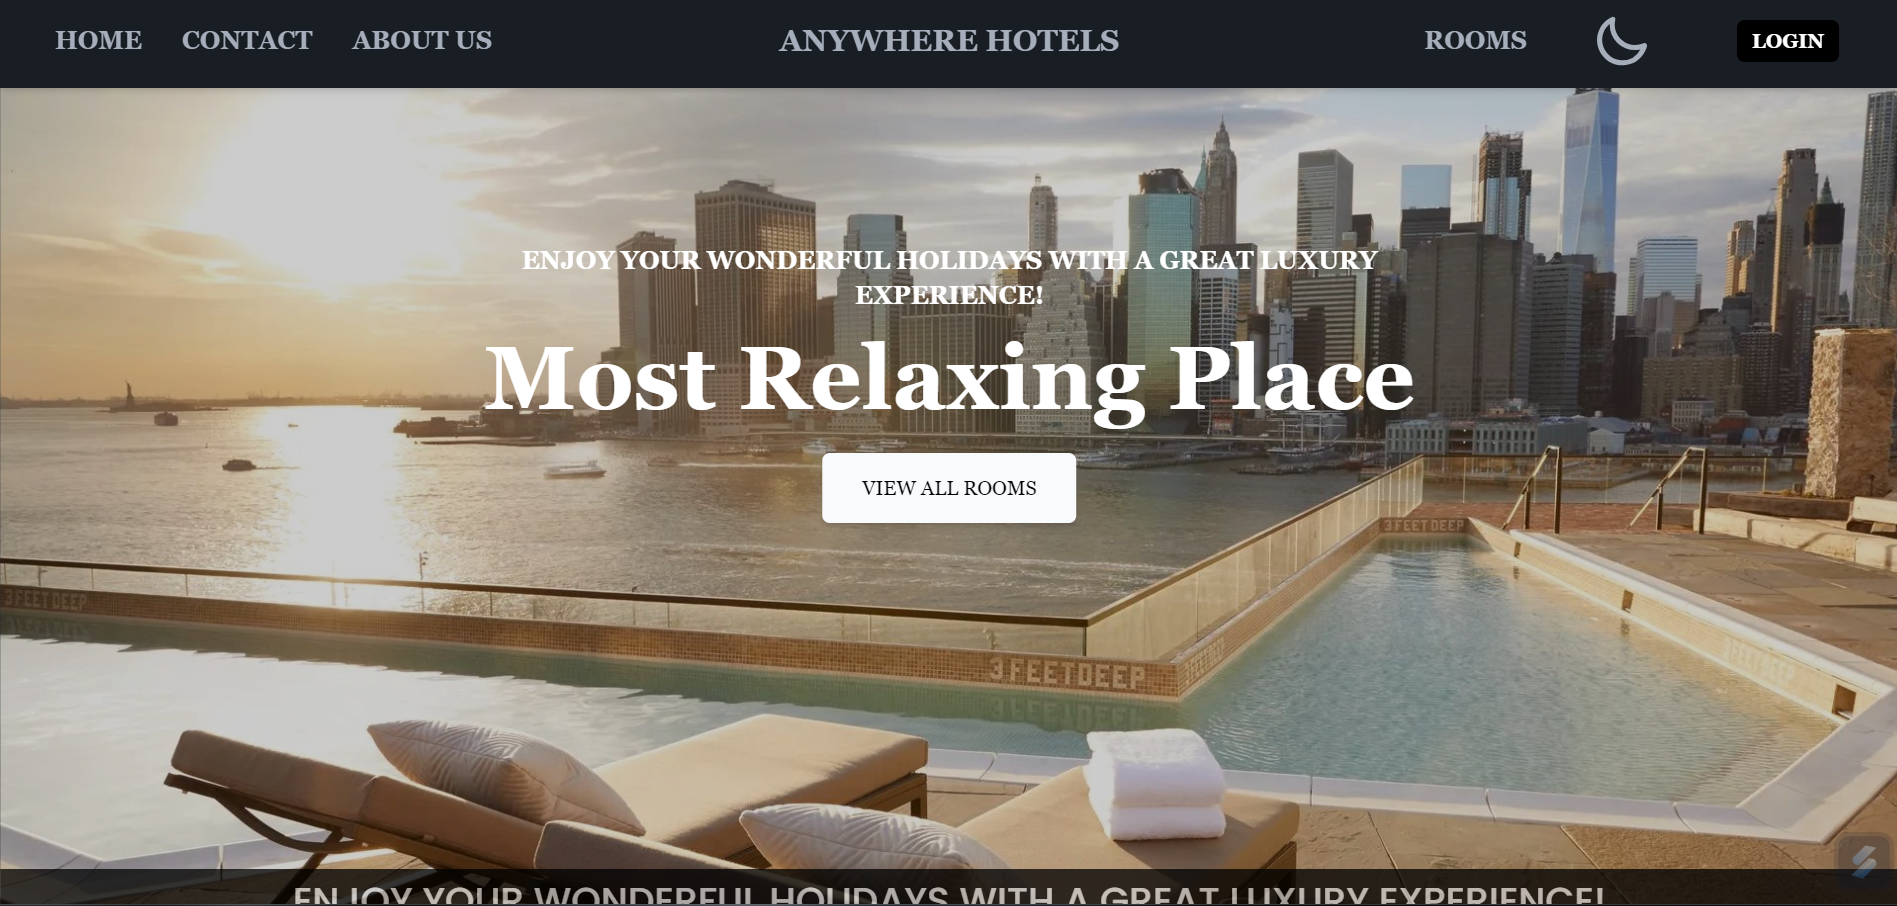 HOME CONTACT ABOUT US ANYWHERE HOTELS ROOMS LOGIN
ENJOY YOUR WONDERFUL HOLIDAYS WITH A GREAT LUXURY
EXPERIENCE!
Most Relaxing Place
VIEW ALL ROOMS
3 FEET DEEP
3 FEET DEEP
3 FEET DEEP
ENJOY YOUR WONDERFUL HOLIDAYS WITH A GREAT LUXURY EXPERIENCE!